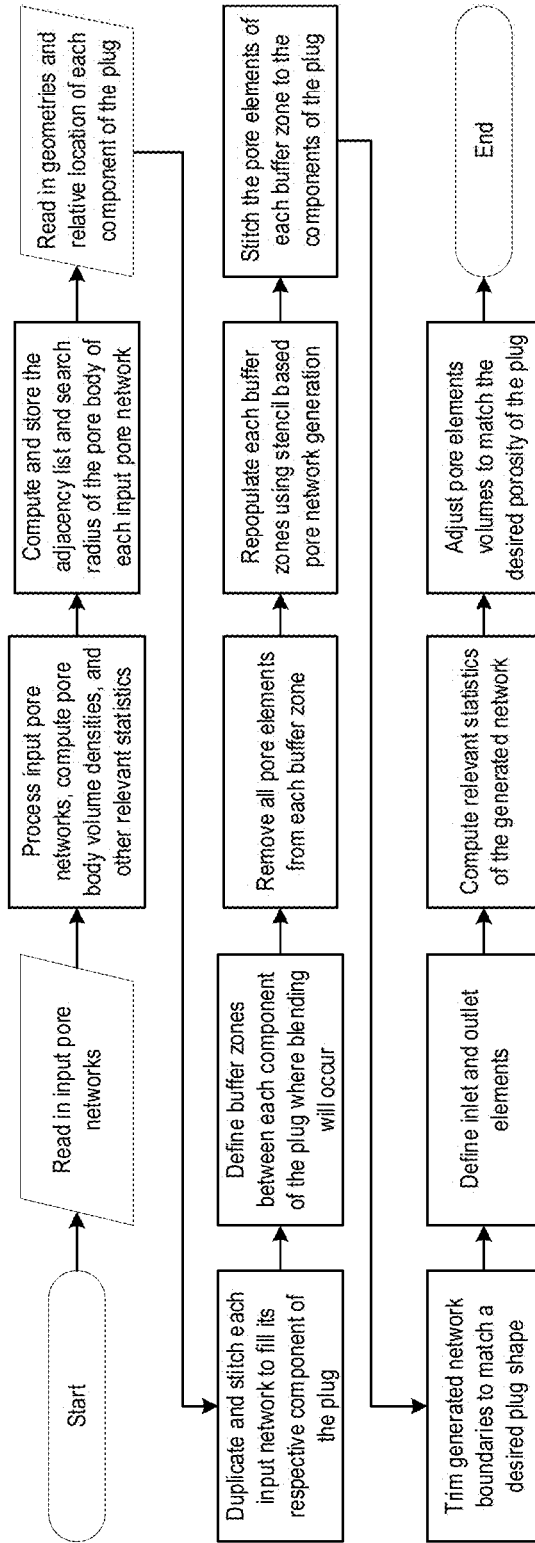 Start
Read in input pore
networks
Process input pore
networks, compute pore
body volume densities, and
other relevant statistics
Compute and store the
adjacency list and search
radius of the pore body of
each input pore network
Read in geometries and
relative location of each
component of the plug
Duplicate and stitch each
input network to fill its
respective component of
the plug
Define buffer zones
between each component
of the plug where blending
will occur
Remove all pore elements
from each buffer zone
Repopulate each buffer
zones using stencil based
pore network generation
Stitch the pore elements of
each buffer zone to the
components of the plug
Trim generated network
boundaries to match a
desired plug shape
Define inlet and outlet
elements
Compute relevant statistics
of the generated network
Adjust pore elements
volumes to match the
desired porosity of the plug
End